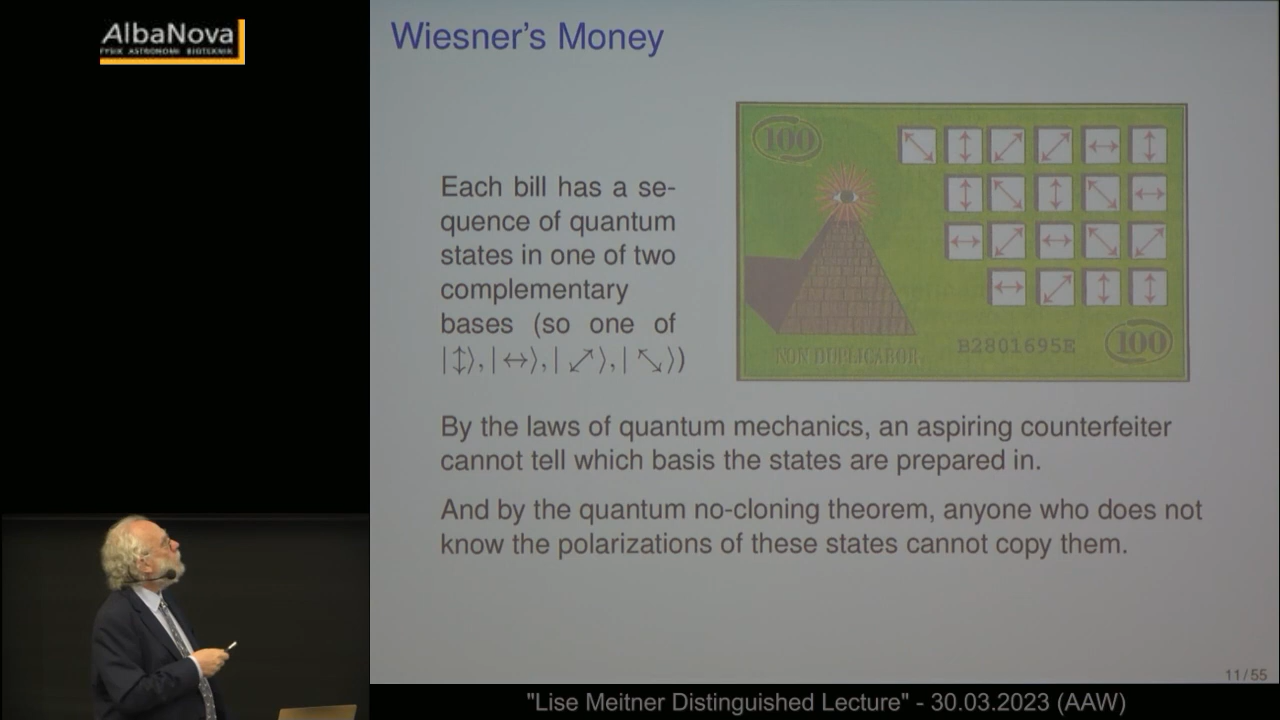 AlbaNova
FYSIK ASTRONOMI BIOTEKNIK
Wiesner's Money
Each bill has a se-
quence of quantum
states in one of two
complementary
bases (so one of
|↕⟩,|↔⟩,|⤢⟩,|⤡⟩)
100
NON DUPLICABOR
B2801695E
100
By the laws of quantum mechanics, an aspiring counterfeiter
cannot tell which basis the states are prepared in.
And by the quantum no-cloning theorem, anyone who does not
know the polarizations of these states cannot copy them.
11/55
"Lise Meitner Distinguished Lecture" - 30.03.2023 (AAW)